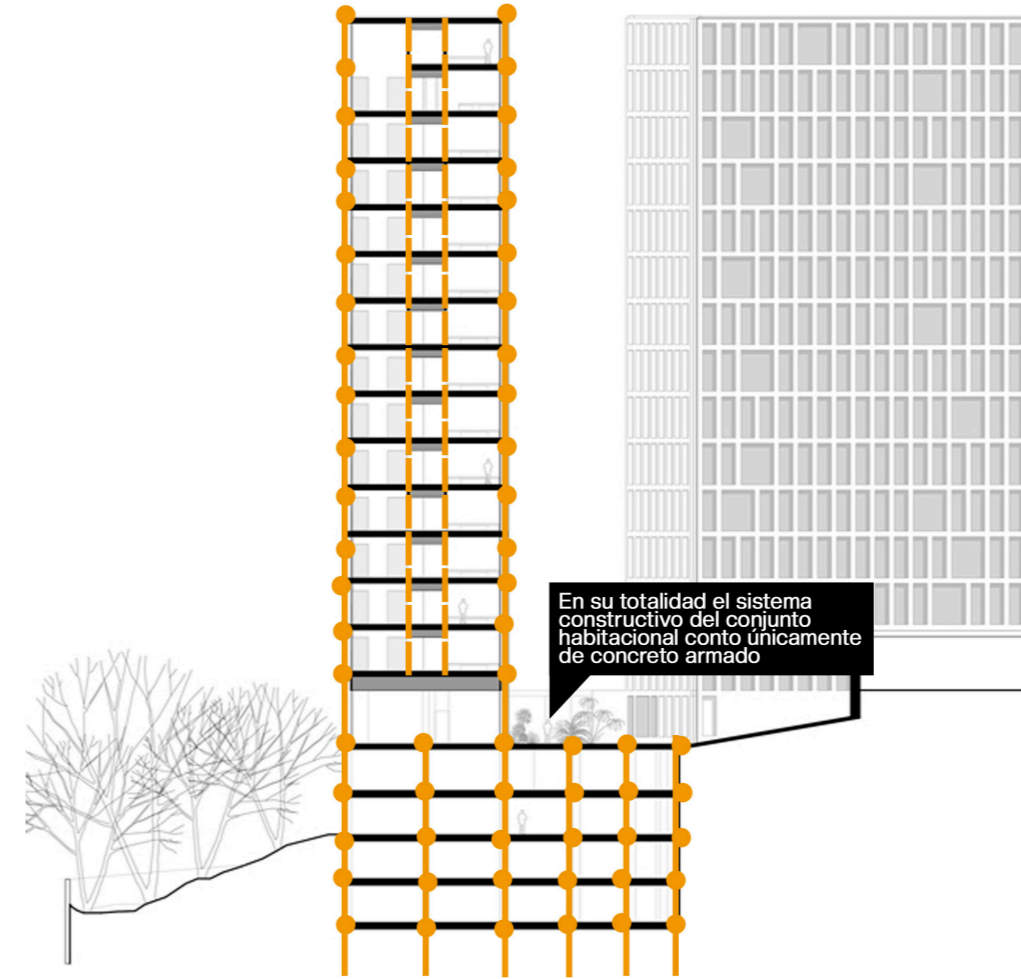 En su totalidad el sistema
constructivo del conjunto
habitacional conto únicamente
de concreto armado